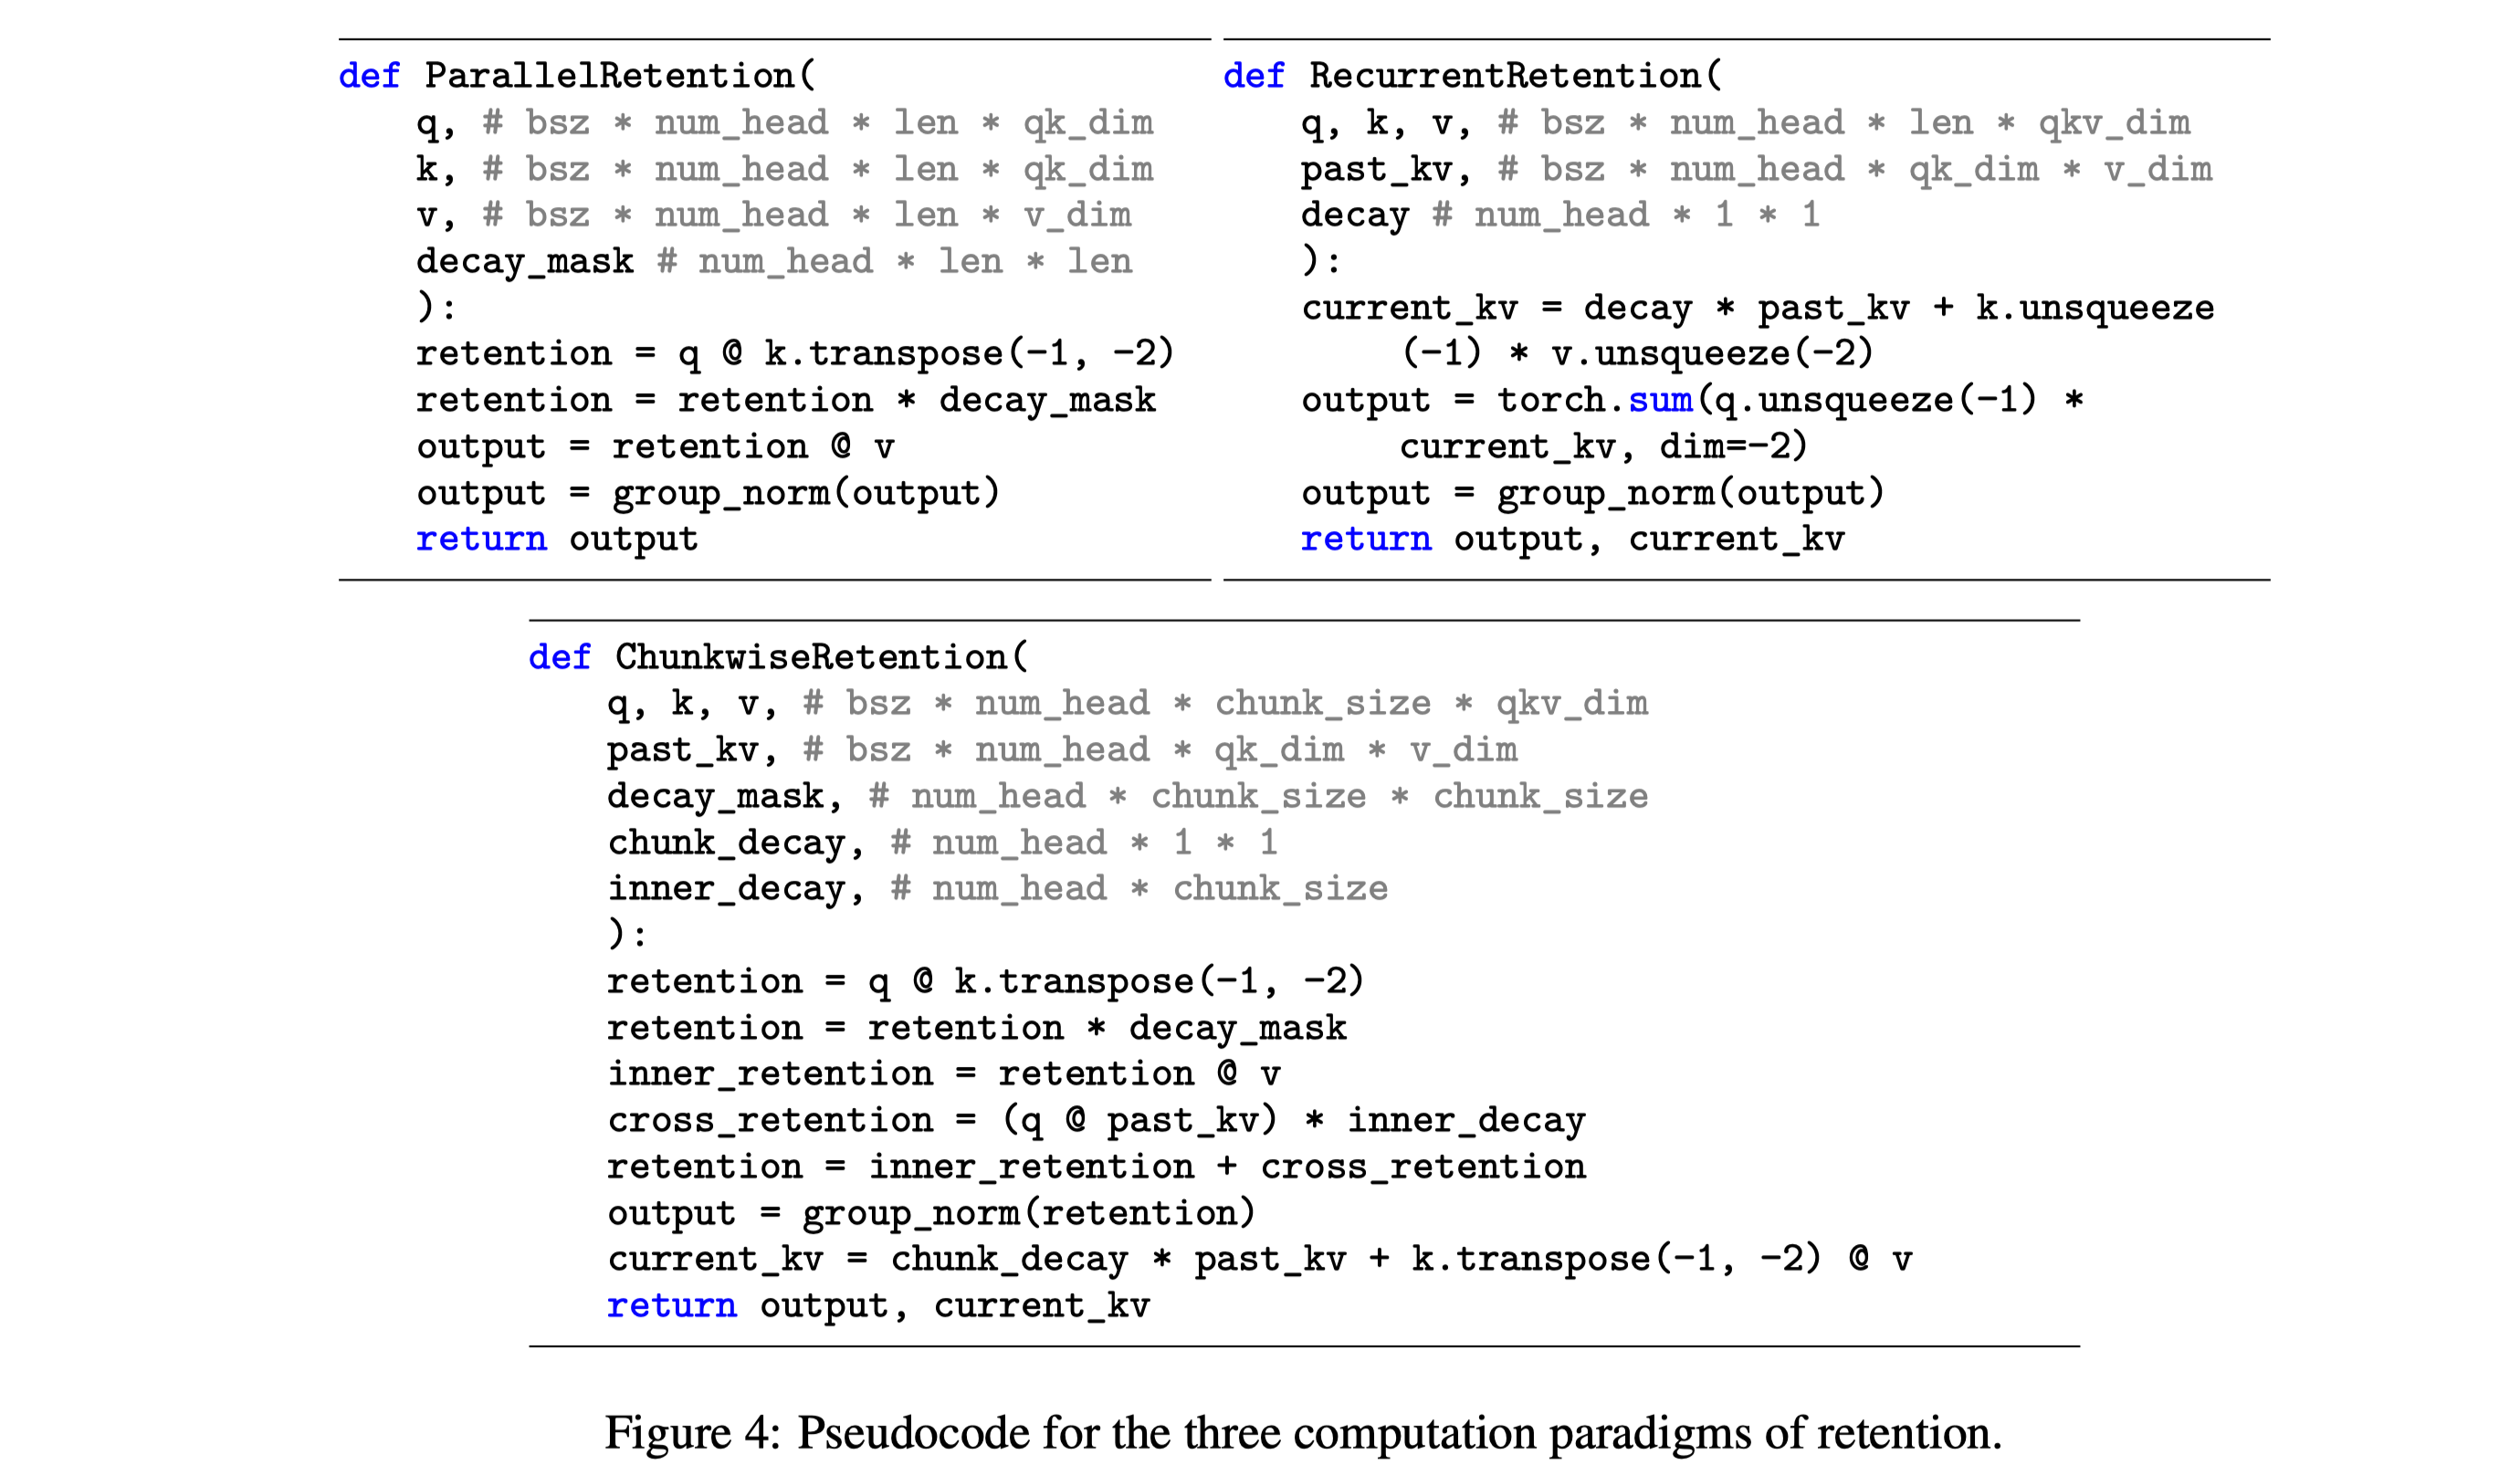 def ParallelRetention(
q, # bsz * num_head * len * qk_dim
k, # bsz * num_head * len * qk_dim
v, # bsz * num_head * len * v_dim
decay_mask # num_head * len * len
):
retention = q @ k.transpose(-1, -2)
retention = retention * decay_mask
output = retention @ v
output = group_norm(output)
return output
def RecurrentRetention(
q, k, v, # bsz * num_head * len * qkv_dim
past_kv, # bsz * num_head * qk_dim * v_dim
decay # num_head * 1 * 1
):
current_kv = decay * past_kv + k.unsqueeze
(-1) * v.unsqueeze(-2)
output = torch.sum(q.unsqueeze(-1) *
current_kv, dim=-2)
output = group_norm(output)
return output, current_kv
def ChunkwiseRetention(
q, k, v, # bsz * num_head * chunk_size * qkv_dim
past_kv, # bsz * num_head * qk_dim * v_dim
decay_mask, # num_head * chunk_size * chunk_size
chunk_decay, # num_head * 1 * 1
inner_decay, # num_head * chunk_size
):
retention = q @ k.transpose(-1, -2)
retention = retention * decay_mask
inner_retention = retention @ v
cross_retention = (q @ past_kv) * inner_decay
retention = inner_retention + cross_retention
output = group_norm(retention)
current_kv = chunk_decay * past_kv + k.transpose(-1, -2) @ v
return output, current_kv
Figure 4: Pseudocode for the three computation paradigms of retention.